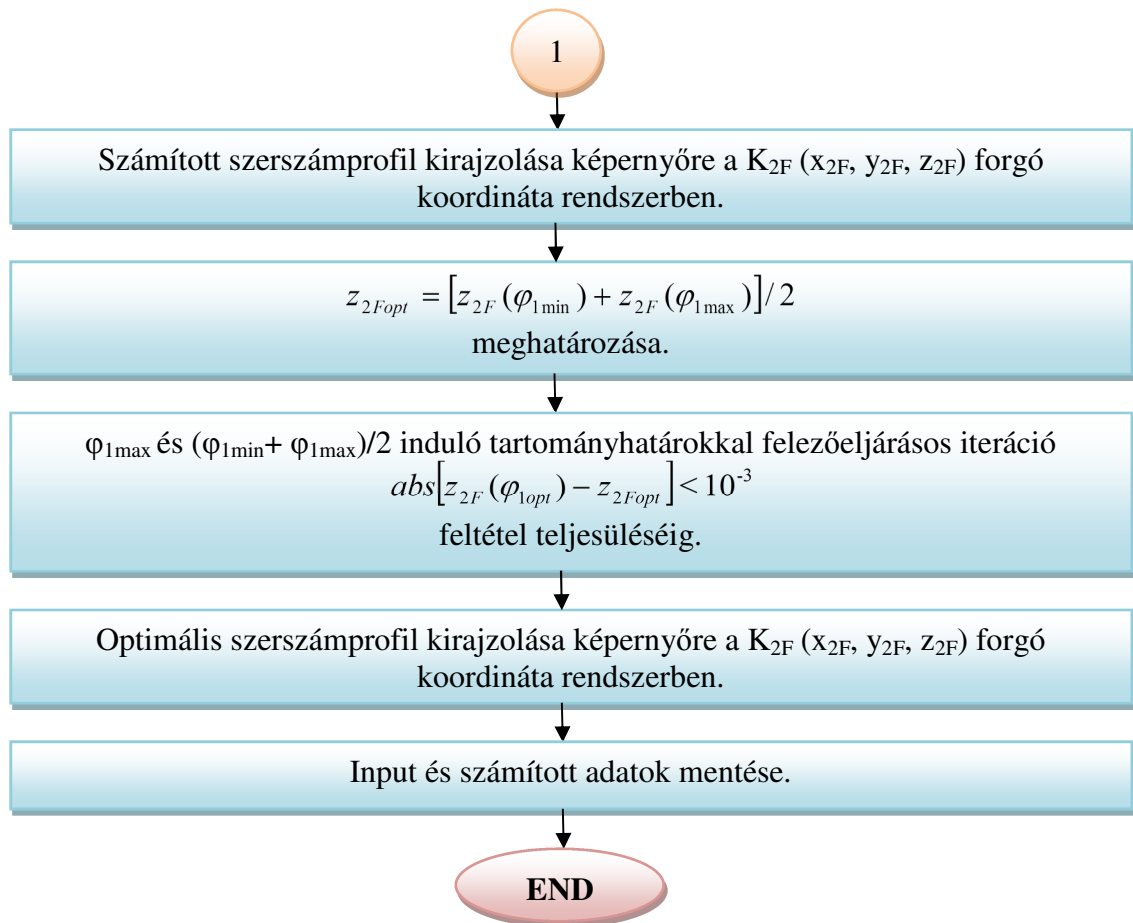 1
Számított szerszámprofil kirajzolása képernyőre a K₂F (x₂F, y₂F, z₂F) forgó
koordináta rendszerben.
z₂Fopt = [z₂F(φ₁min) + z₂F(φ₁max)]/ 2
meghatározása.
φ₁max és (φ₁min+ φ₁max)/2 induló tartományhatárokkal felezőeljárásos iteráció
abs[z₂F(φ₁opt) − z₂Fopt] < 10⁻³
feltétel teljesüléséig.
Optimális szerszámprofil kirajzolása képernyőre a K₂F (x₂F, y₂F, z₂F) forgó
koordináta rendszerben.
Input és számított adatok mentése.
END